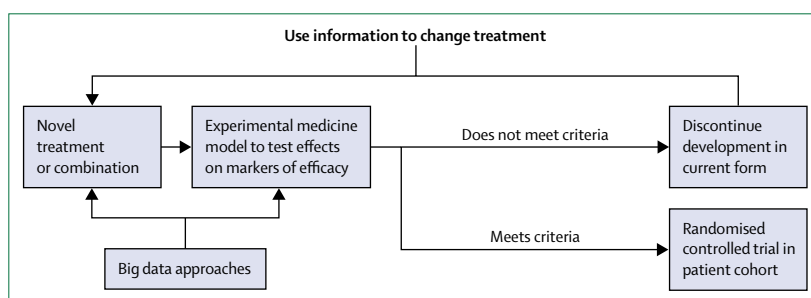 Use information to change treatment
Novel
treatment
or combination
Experimental medicine
model to test effects
on markers of efficacy
Does not meet criteria
Discontinue
development in
current form
Meets criteria
Randomised
controlled trial in
patient cohort
Big data approaches